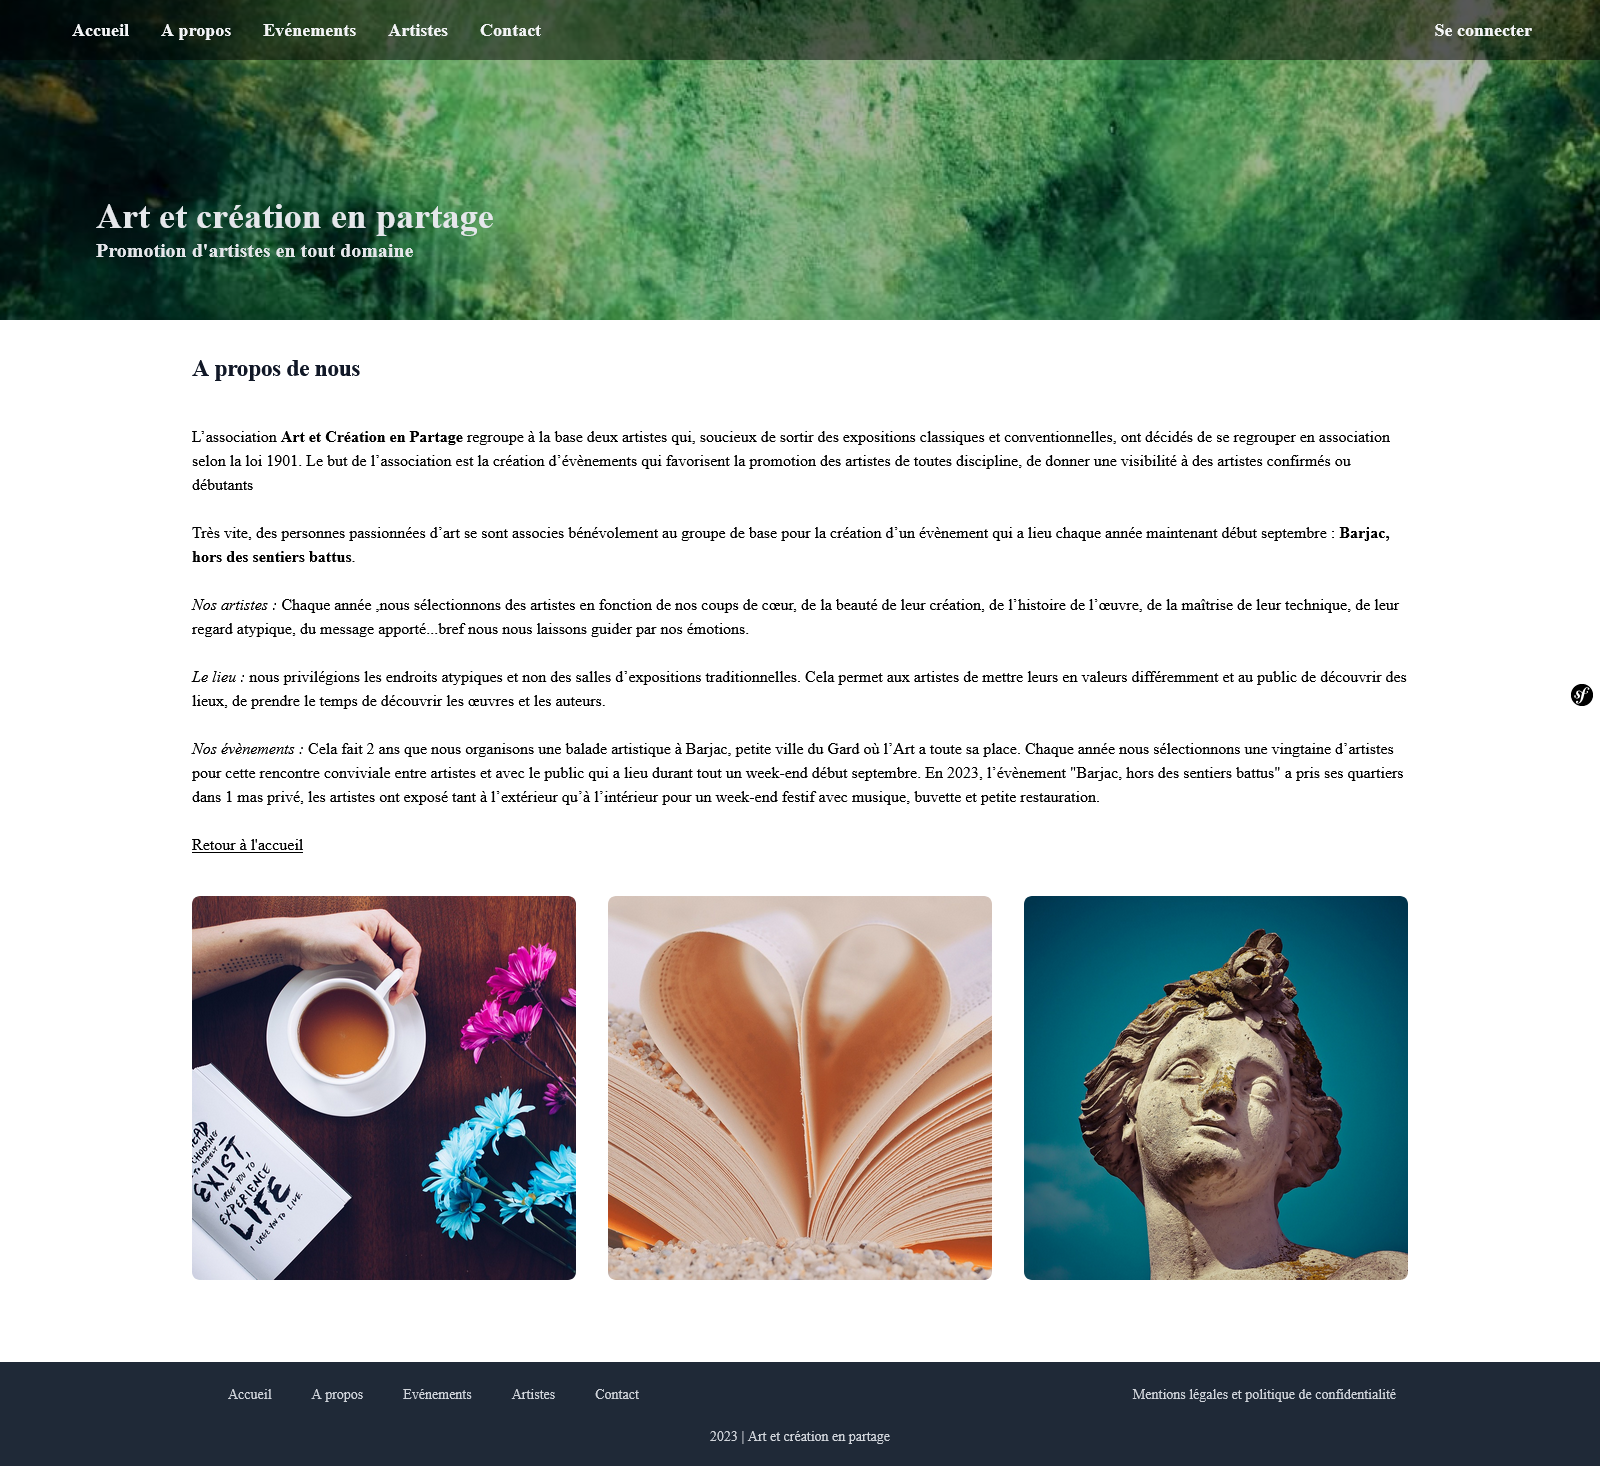 Accueil A propos Evénements Artistes Contact Se connecter
Art et création en partage
Promotion d'artistes en tout domaine
A propos de nous
L’association Art et Création en Partage regroupe à la base deux artistes qui, soucieux de sortir des expositions classiques et conventionnelles, ont décidés de se regrouper en association
selon la loi 1901. Le but de l’association est la création d’évènements qui favorisent la promotion des artistes de toutes discipline, de donner une visibilité à des artistes confirmés ou
débutants
Très vite, des personnes passionnées d’art se sont associes bénévolement au groupe de base pour la création d’un évènement qui a lieu chaque année maintenant début septembre : Barjac,
hors des sentiers battus.
Nos artistes : Chaque année ,nous sélectionnons des artistes en fonction de nos coups de cœur, de la beauté de leur création, de l’histoire de l’œuvre, de la maîtrise de leur technique, de leur
regard atypique, du message apporté...bref nous nous laissons guider par nos émotions.
Le lieu : nous privilégions les endroits atypiques et non des salles d’expositions traditionnelles. Cela permet aux artistes de mettre leurs en valeurs différemment et au public de découvrir des
lieux, de prendre le temps de découvrir les œuvres et les auteurs.
Nos évènements : Cela fait 2 ans que nous organisons une balade artistique à Barjac, petite ville du Gard où l’Art a toute sa place. Chaque année nous sélectionnons une vingtaine d’artistes
pour cette rencontre conviviale entre artistes et avec le public qui a lieu durant tout un week-end début septembre. En 2023, l’évènement "Barjac, hors des sentiers battus" a pris ses quartiers
dans 1 mas privé, les artistes ont exposé tant à l’extérieur qu’à l’intérieur pour un week-end festif avec musique, buvette et petite restauration.
Retour à l'accueil
sf
CHOOSING
TO MERELY
EXIST,
I URGE YOU TO
EXPERIENCE
LIFE
I URGE YOU TO LIVE.
Accueil A propos Evénements Artistes Contact Mentions légales et politique de confidentialité
2023 | Art et création en partage